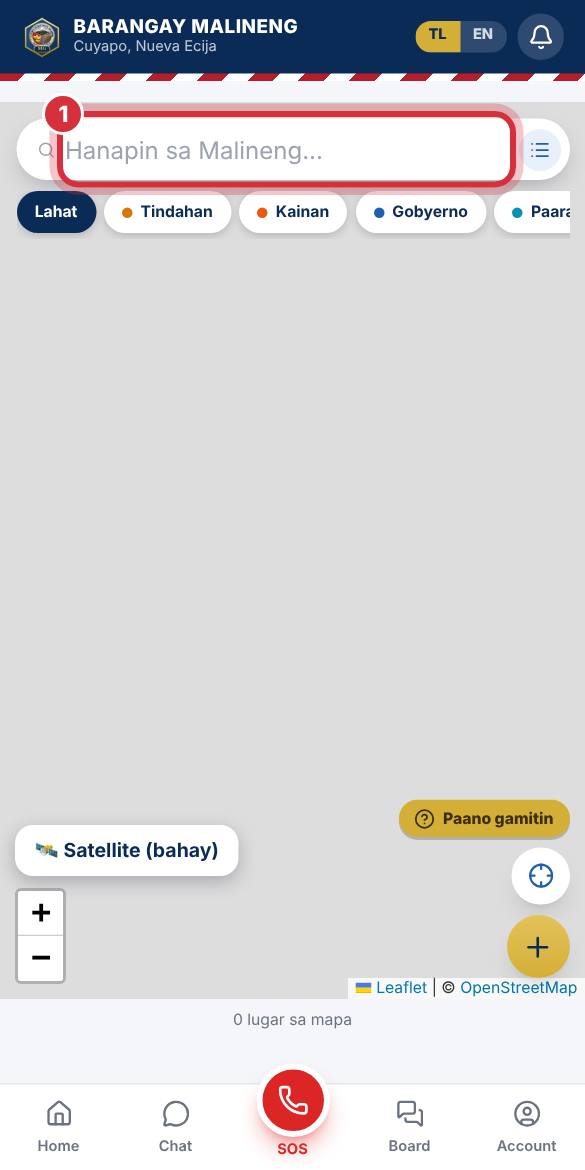 BARANGAY MALINENG
Cuyapo, Nueva Ecija
TL EN
1
Hanapin sa Malineng...
Lahat Tindahan Kainan Gobyerno Paara
Paano gamitin
Satellite (bahay)
+
−
+
Leaflet | © OpenStreetMap
0 lugar sa mapa
Home Chat SOS Board Account